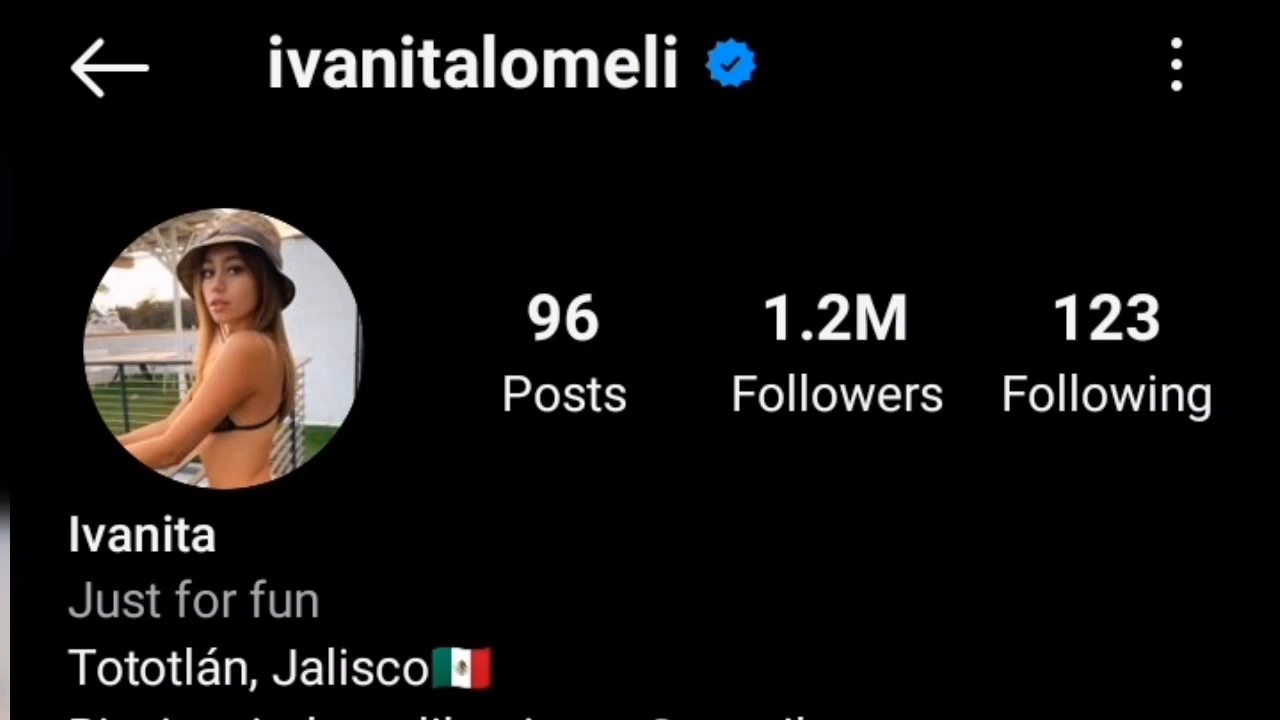 ivanitalomeli
96 1.2M 123
Posts Followers Following
Ivanita
Just for fun
Tototlán, Jalisco🇲🇽